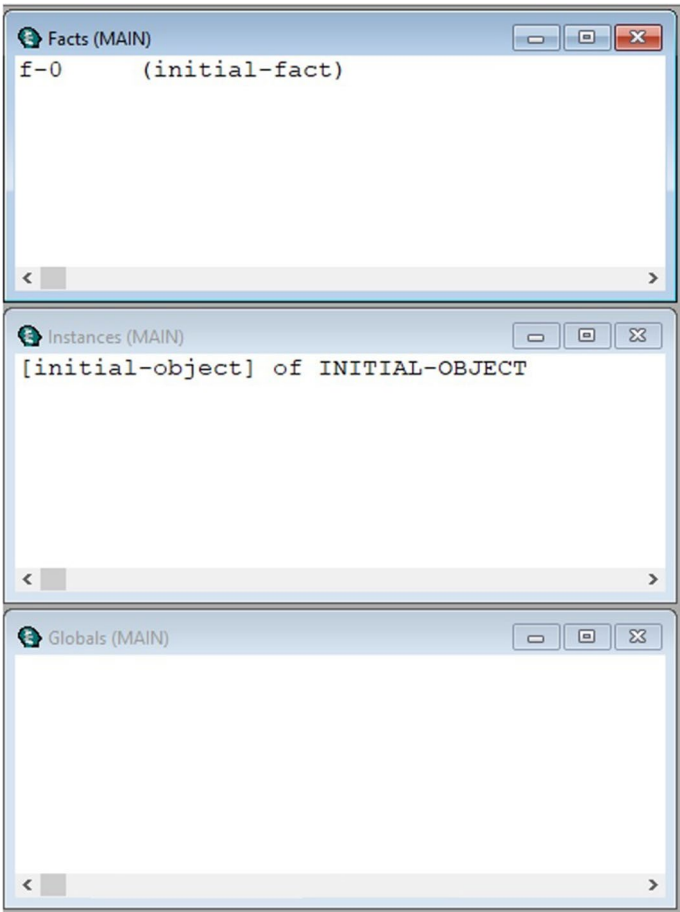 Facts (MAIN)
f-0 (initial-fact)
Instances (MAIN)
[initial-object] of INITIAL-OBJECT
Globals (MAIN)